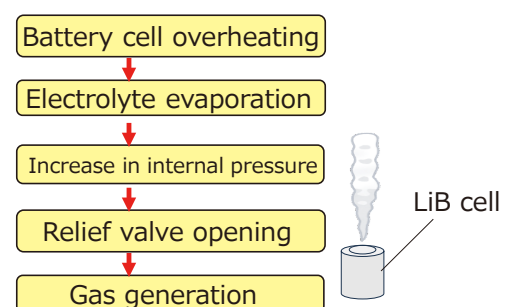 Battery cell overheating
Electrolyte evaporation
Increase in internal pressure
LiB cell
Relief valve opening
Gas generation